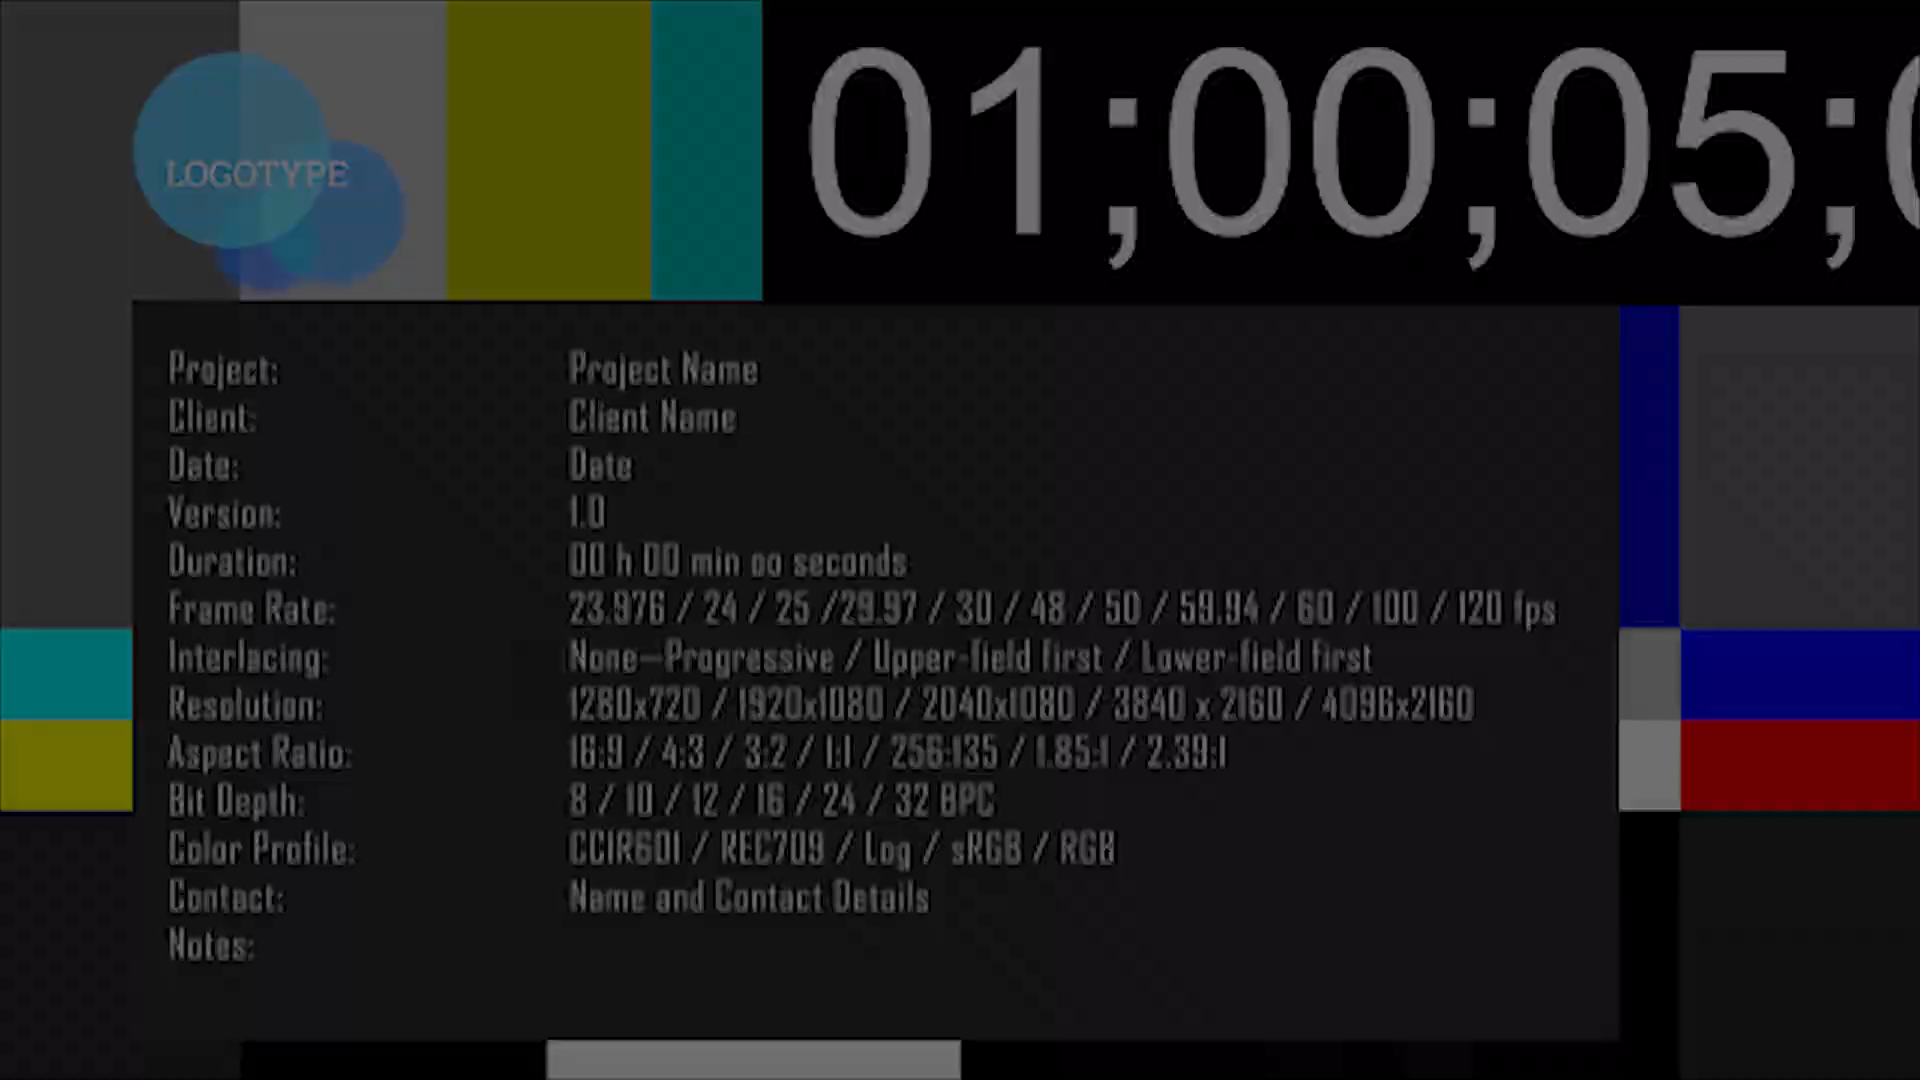 01;00;05;0
LOGOTYPE
Project: Project Name
Client: Client Name
Date: Date
Version: 1.0
Duration: 00 h 00 min oo seconds
Frame Rate: 23.976 / 24 / 25 /29.97 / 30 / 48 / 50 / 59.94 / 60 / 100 / 120 fps
Interlacing: None—Progressive / Upper-field first / Lower-field first
Resolution: 1280x720 / 1920x1080 / 2040x1080 / 3840 x 2160 / 4096x2160
Aspect Ratio: 16:9 / 4:3 / 3:2 / 1:1 / 256:135 / 1.85:1 / 2.39:1
Bit Depth: 8 / 10 / 12 / 16 / 24 / 32 BPC
Color Profile: CCIR601 / REC709 / Log / sRGB / RGB
Contact: Name and Contact Details
Notes: